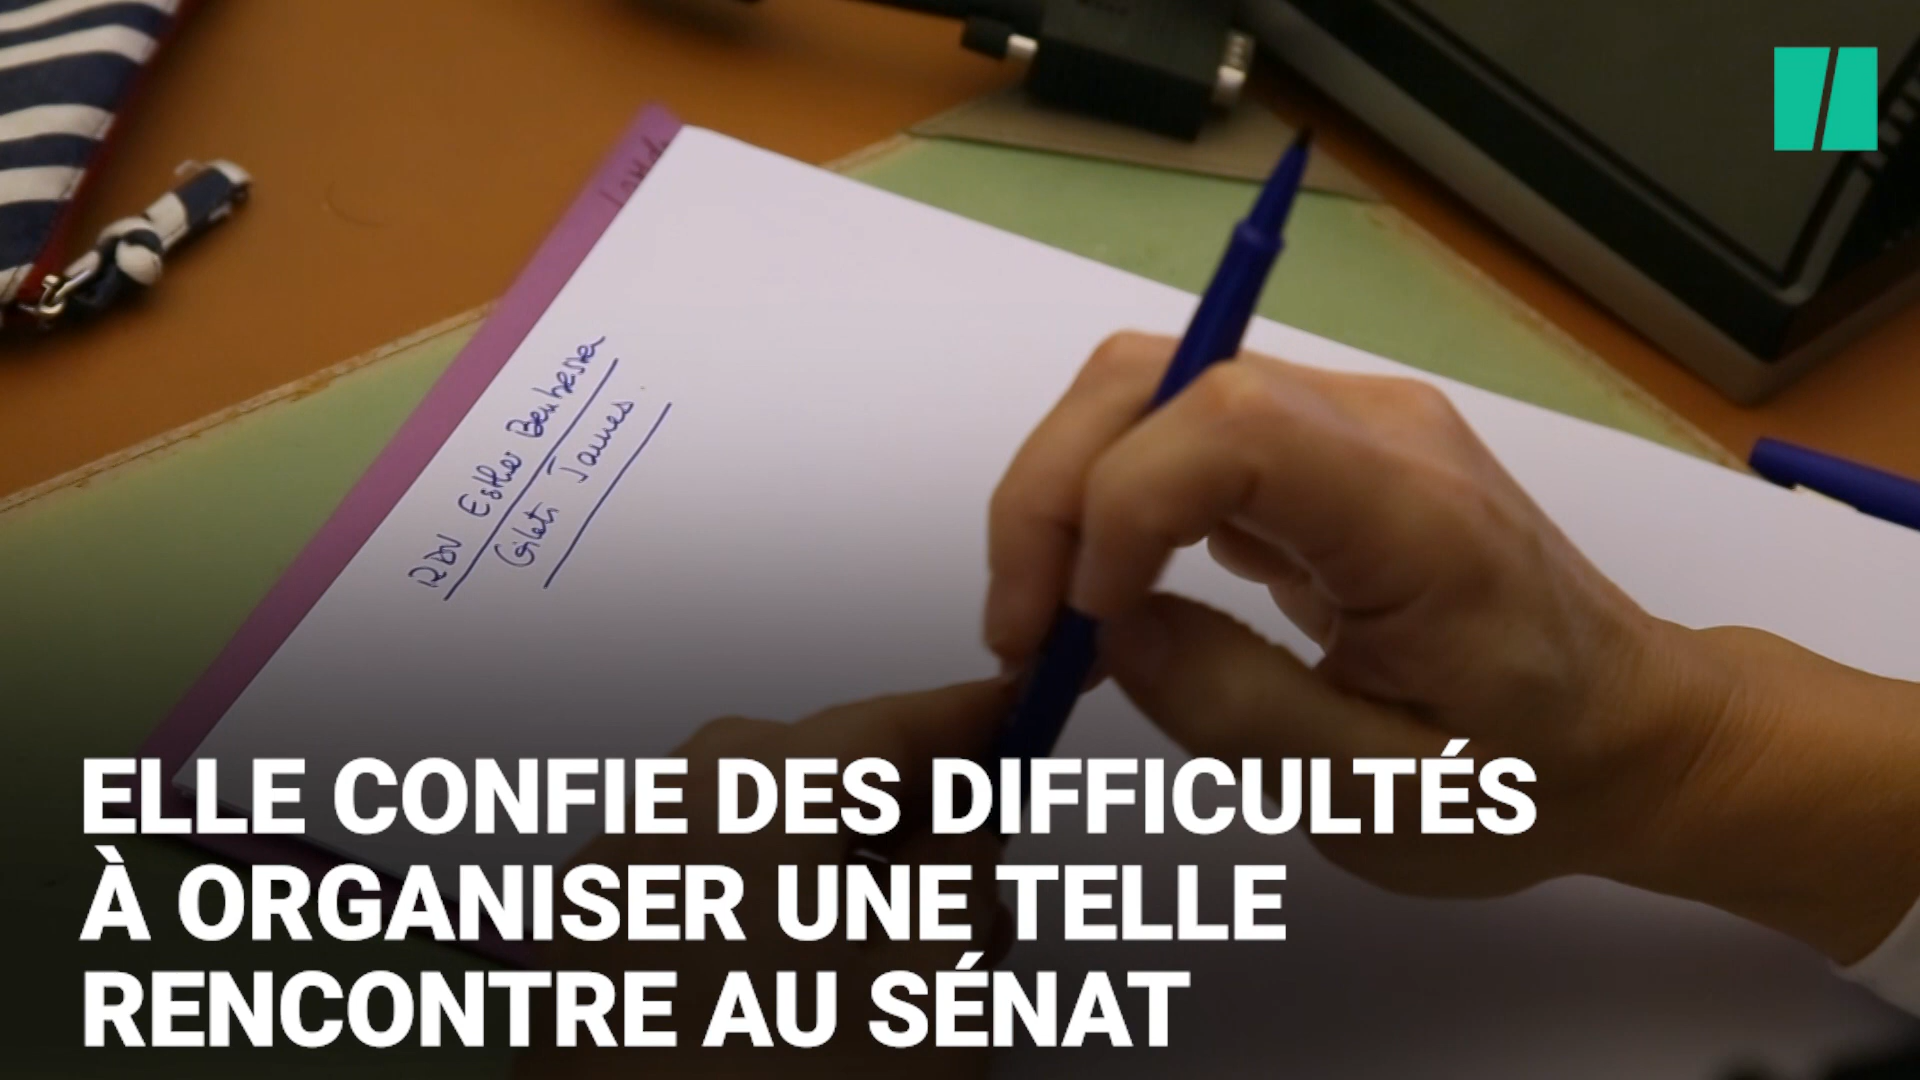 RDV Esther Benbassa
Gilets Jaunes
ELLE CONFIE DES DIFFICULTÉS
À ORGANISER UNE TELLE
RENCONTRE AU SÉNAT